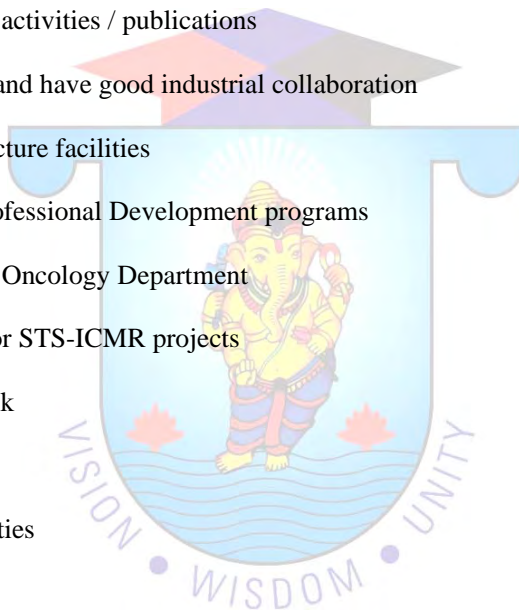 activities / publications
and have good industrial collaboration
cture facilities
ofessional Development programs
Oncology Department
or STS-ICMR projects
k
ties
VISION • WISDOM • UNITY